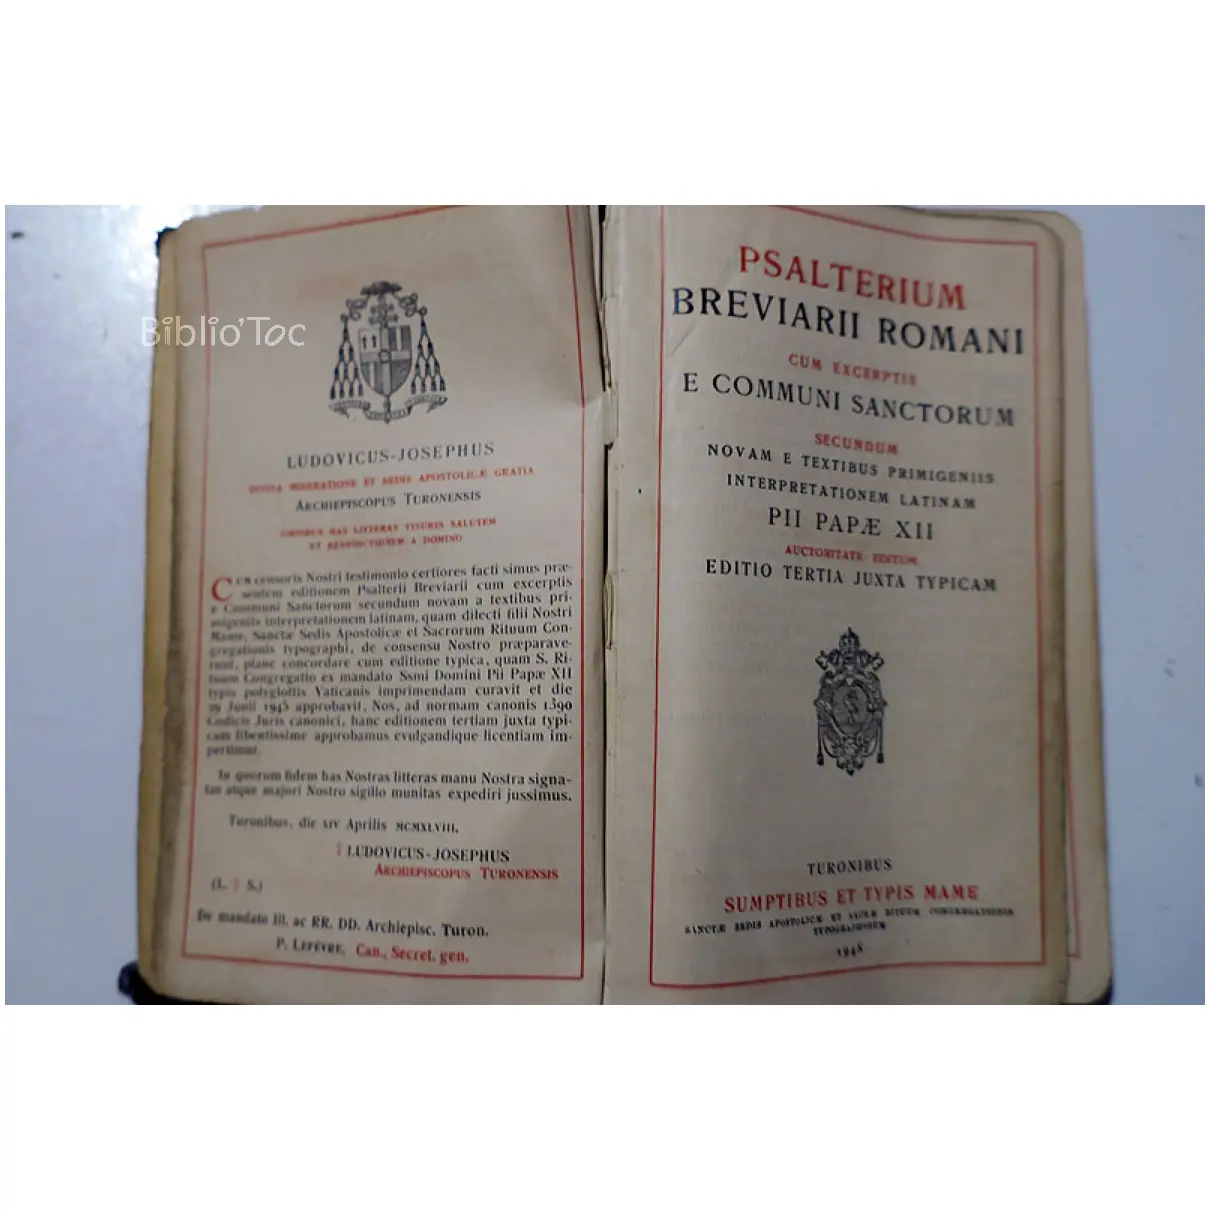 Biblio'Toc
LUDOVICUS-JOSEPHUS
DIVINA MISERATIONE ET SEDIS APOSTOLICÆ GRATIA
ARCHIEPISCOPUS TURONENSIS
OMNIBUS HAS LITTERAS VISURIS SALUTEM
ET BENEDICTIONEM A DOMINO
CUM censoris Nostri testimonio certiores facti simus præ-
sentem editionem Psalterii Breviarii cum excerptis
e Communi Sanctorum secundum novam a textibus pri-
migeniis interpretationem latinam, quam dilecti filii Nostri
Mame, Sanctæ Sedis Apostolicæ et Sacrorum Rituum Con-
gregationis typographi, de consensu Nostro præparave-
runt, plane concordare cum editione typica, quam S. Ri-
tuum Congregatio ex mandato Ssmi Domini Pii Papæ XII
typis polyglottis Vaticanis imprimendam curavit et die
29 Junii 1945 approbavit, Nos, ad normam canonis 1390
Codicis Juris canonici, hanc editionem tertiam juxta typi-
cam libentissime approbamus evulgandique licentiam im-
pertimur.
In quorum fidem has Nostras litteras manu Nostra signa-
tas atque majori Nostro sigillo munitas expediri jussimus.
Turonibus, die XIV Aprilis MCMXLVIII.
† LUDOVICUS-JOSEPHUS
ARCHIEPISCOPUS TURONENSIS
(L. † S.)
De mandato Ill. ac RR. DD. Archiepisc. Turon.
P. LEFÈVRE, Can., Secret. gen.
PSALTERIUM
BREVIARII ROMANI
CUM EXCERPTIS
E COMMUNI SANCTORUM
SECUNDUM
NOVAM E TEXTIBUS PRIMIGENIIS
INTERPRETATIONEM LATINAM
PII PAPÆ XII
AUCTORITATE EDITUM
EDITIO TERTIA JUXTA TYPICAM
TURONIBUS
SUMPTIBUS ET TYPIS MAME
SANCTÆ SEDIS APOSTOLICÆ ET SACRÆ RITUUM CONGREGATIONIS
TYPOGRAPHORUM
1948